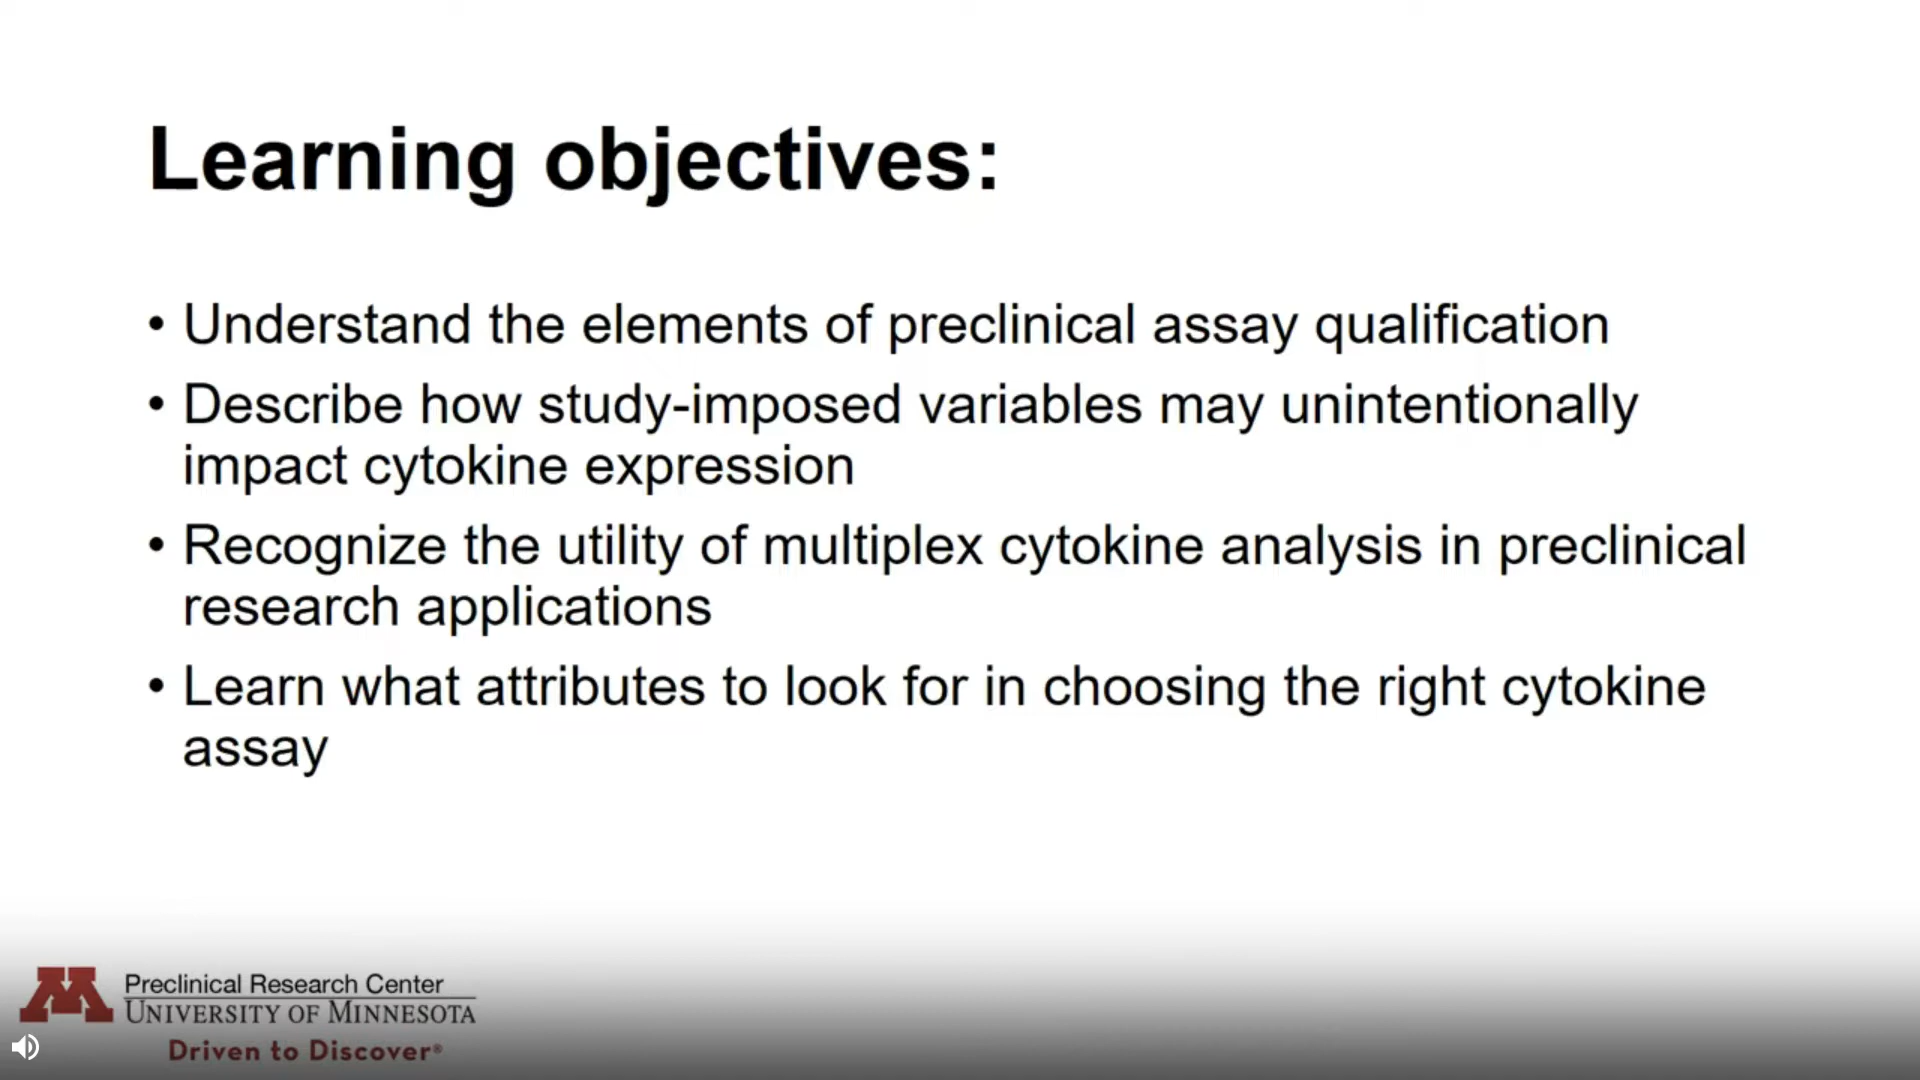 Learning objectives:
• Understand the elements of preclinical assay qualification
• Describe how study-imposed variables may unintentionally
impact cytokine expression
• Recognize the utility of multiplex cytokine analysis in preclinical
research applications
• Learn what attributes to look for in choosing the right cytokine
assay
M
Preclinical Research Center
UNIVERSITY OF MINNESOTA
Driven to Discover®